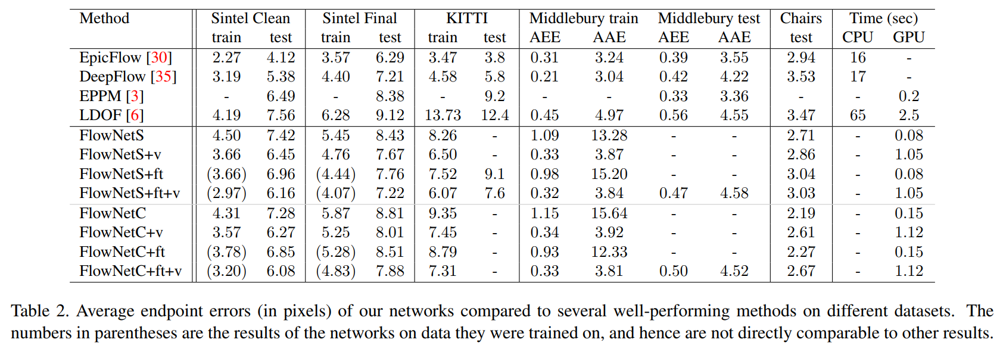 Method Sintel Clean Sintel Final KITTI Middlebury train Middlebury test Chairs Time (sec)
train test train test train test AEE AAE AEE AAE test CPU GPU
EpicFlow [30] 2.27 4.12 3.57 6.29 3.47 3.8 0.31 3.24 0.39 3.55 2.94 16 -
DeepFlow [35] 3.19 5.38 4.40 7.21 4.58 5.8 0.21 3.04 0.42 4.22 3.53 17 -
EPPM [3] - 6.49 - 8.38 - 9.2 - - 0.33 3.36 - - 0.2
LDOF [6] 4.19 7.56 6.28 9.12 13.73 12.4 0.45 4.97 0.56 4.55 3.47 65 2.5
FlowNetS 4.50 7.42 5.45 8.43 8.26 - 1.09 13.28 - - 2.71 - 0.08
FlowNetS+v 3.66 6.45 4.76 7.67 6.50 - 0.33 3.87 - - 2.86 - 1.05
FlowNetS+ft (3.66) 6.96 (4.44) 7.76 7.52 9.1 0.98 15.20 - - 3.04 - 0.08
FlowNetS+ft+v (2.97) 6.16 (4.07) 7.22 6.07 7.6 0.32 3.84 0.47 4.58 3.03 - 1.05
FlowNetC 4.31 7.28 5.87 8.81 9.35 - 1.15 15.64 - - 2.19 - 0.15
FlowNetC+v 3.57 6.27 5.25 8.01 7.45 - 0.34 3.92 - - 2.61 - 1.12
FlowNetC+ft (3.78) 6.85 (5.28) 8.51 8.79 - 0.93 12.33 - - 2.27 - 0.15
FlowNetC+ft+v (3.20) 6.08 (4.83) 7.88 7.31 - 0.33 3.81 0.50 4.52 2.67 - 1.12
Table 2. Average endpoint errors (in pixels) of our networks compared to several well-performing methods on different datasets. The
numbers in parentheses are the results of the networks on data they were trained on, and hence are not directly comparable to other results.